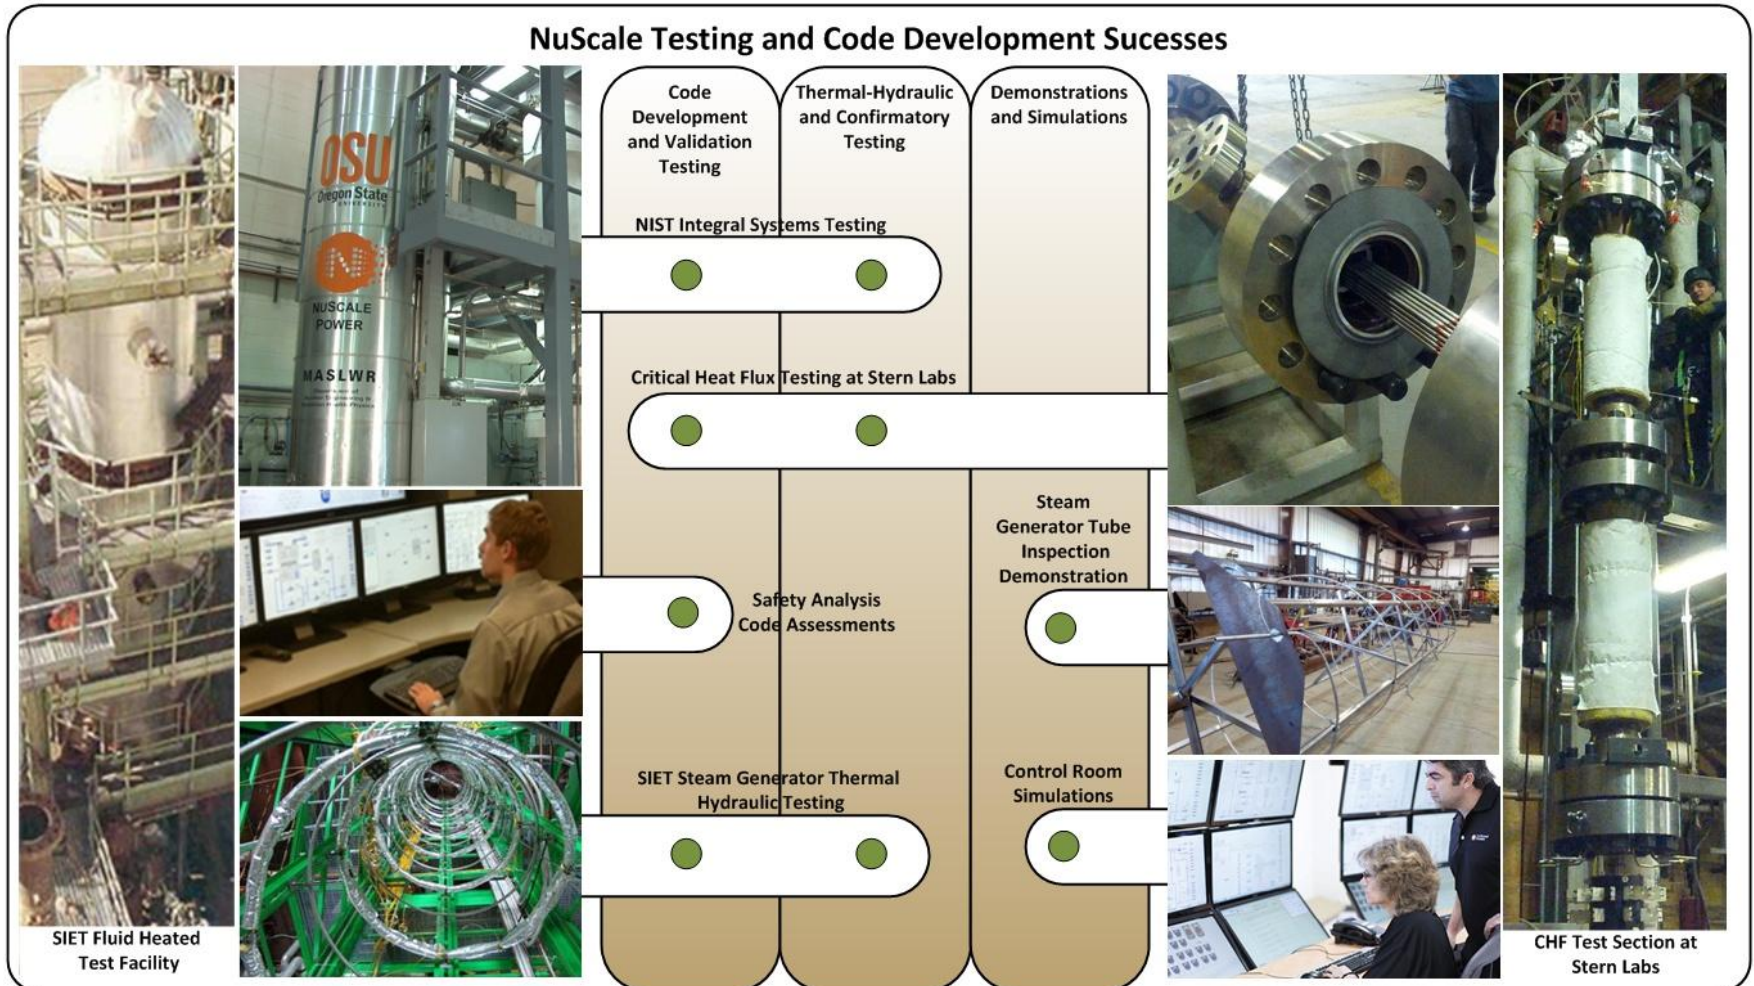 NuScale Testing and Code Development Sucesses
Code
Development
and Validation
Testing
Thermal-Hydraulic
and Confirmatory
Testing
Demonstrations
and Simulations
OSU
Oregon State
UNIVERSITY
N
NUSCALE
POWER
MASLWR
NIST Integral Systems Testing
Critical Heat Flux Testing at Stern Labs
Safety Analysis
Code Assessments
Steam
Generator Tube
Inspection
Demonstration
SIET Steam Generator Thermal
Hydraulic Testing
Control Room
Simulations
SIET Fluid Heated
Test Facility
CHF Test Section at
Stern Labs